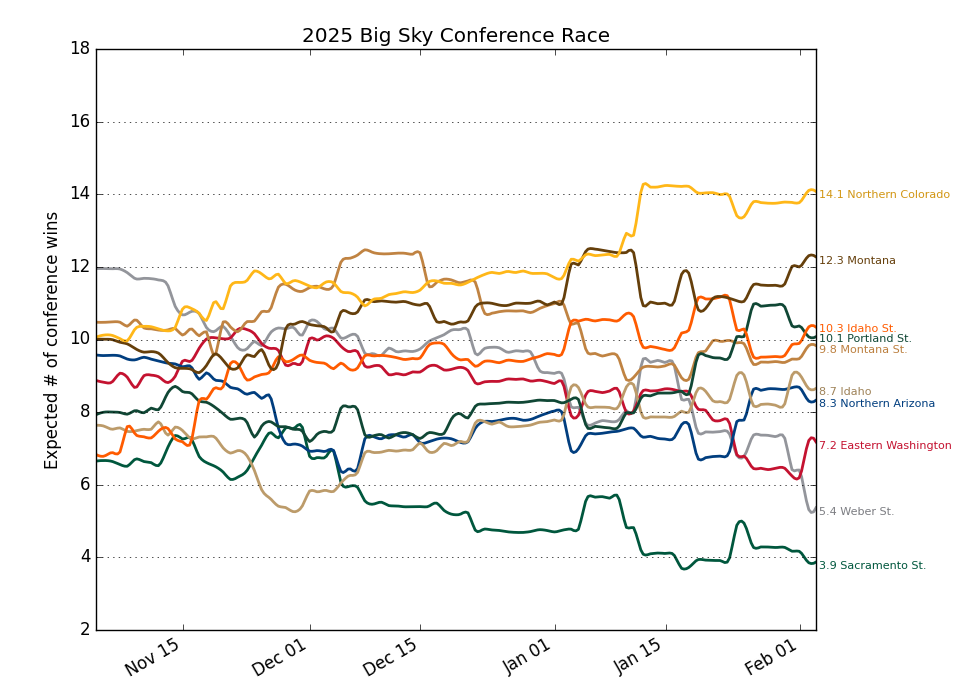 2025 Big Sky Conference Race
Expected # of conference wins
18
16
14
12
10
8
6
4
2
14.1 Northern Colorado
12.3 Montana
10.3 Idaho St.
10.1 Portland St.
9.8 Montana St.
8.7 Idaho
8.3 Northern Arizona
7.2 Eastern Washington
5.4 Weber St.
3.9 Sacramento St.
Nov 15
Dec 01
Dec 15
Jan 01
Jan 15
Feb 01